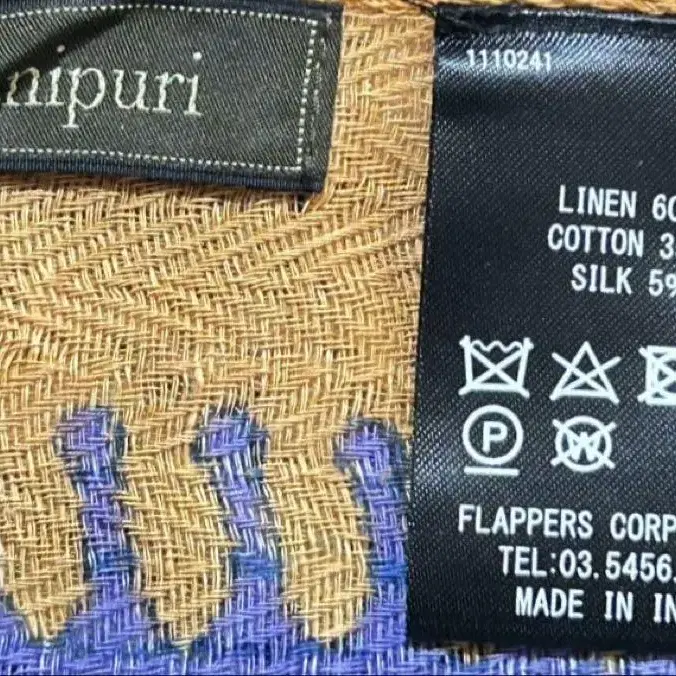 nipuri
1110241
LINEN 60
COTTON 3
SILK 5%
P
W
FLAPPERS CORP
TEL:03.5456.
MADE IN IN